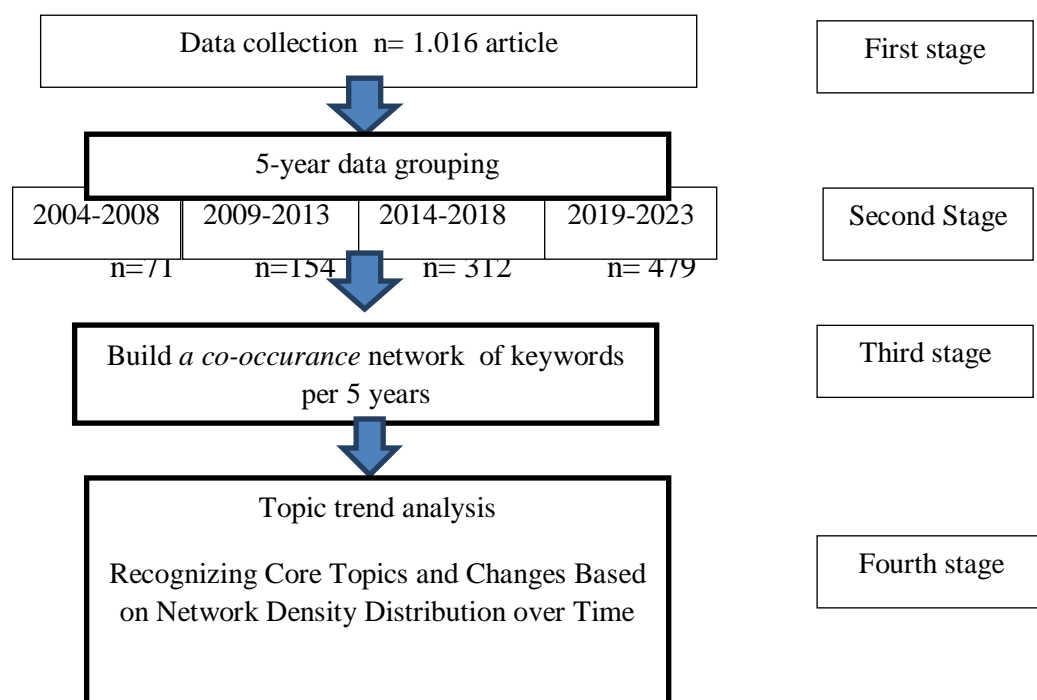 Data collection n= 1.016 article
First stage
5-year data grouping
2004-2008 2009-2013 2014-2018 2019-2023
Second Stage
n=71 n=154 n= 312 n= 479
Build a co-occurance network of keywords
per 5 years
Third stage
Topic trend analysis
Recognizing Core Topics and Changes Based
on Network Density Distribution over Time
Fourth stage